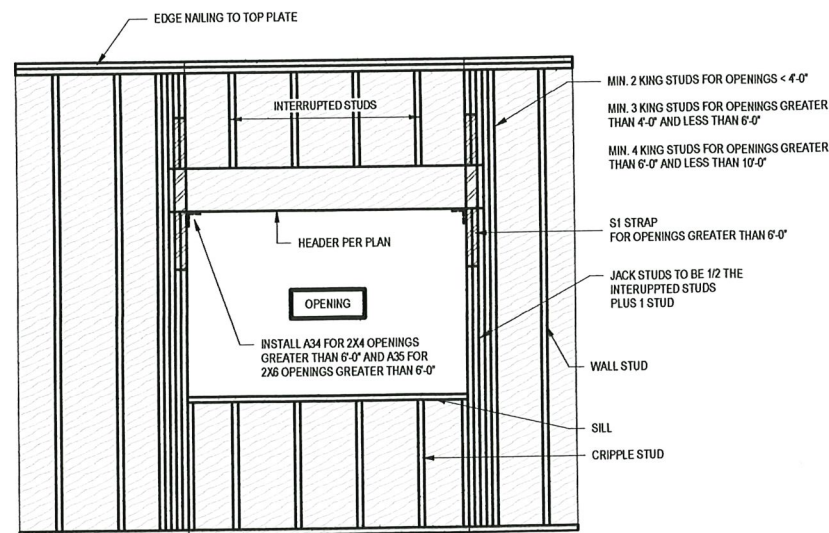 EDGE NAILING TO TOP PLATE
INTERRUPTED STUDS
MIN. 2 KING STUDS FOR OPENINGS < 4'-0"
MIN. 3 KING STUDS FOR OPENINGS GREATER
THAN 4'-0" AND LESS THAN 6'-0"
MIN. 4 KING STUDS FOR OPENINGS GREATER
THAN 6'-0" AND LESS THAN 10'-0"
HEADER PER PLAN
S1 STRAP
FOR OPENINGS GREATER THAN 6'-0"
JACK STUDS TO BE 1/2 THE
INTERUPPTED STUDS
PLUS 1 STUD
OPENING
INSTALL A34 FOR 2X4 OPENINGS
GREATER THAN 6'-0" AND A35 FOR
2X6 OPENINGS GREATER THAN 6'-0"
WALL STUD
SILL
CRIPPLE STUD